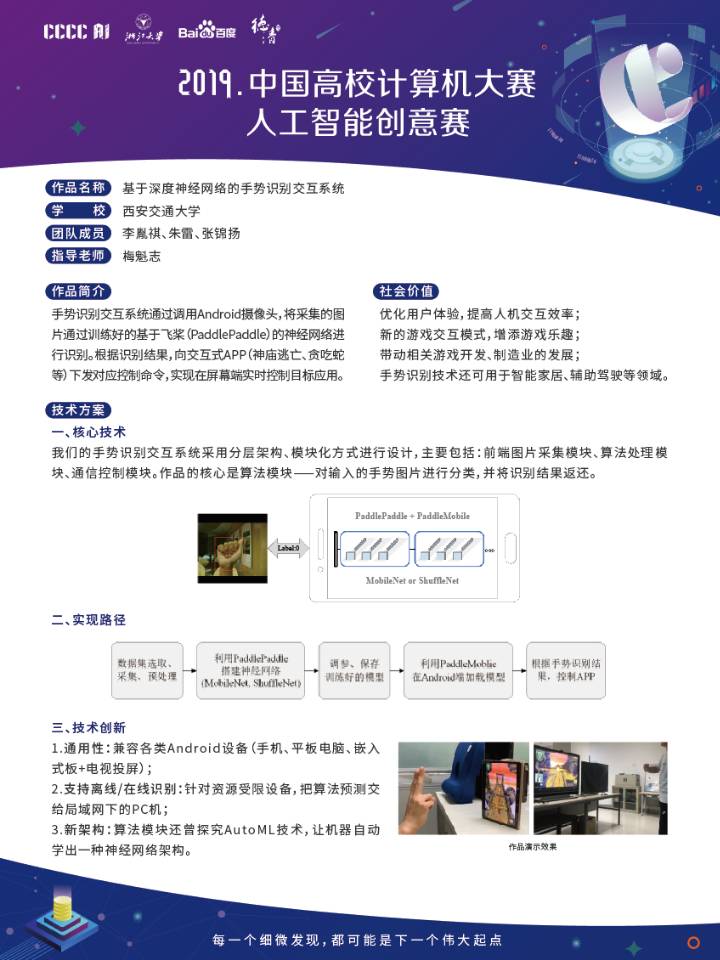 CCCC AI 浙江大学 Bai百度 德清
2019.中国高校计算机大赛
人工智能创意赛
作品名称 基于深度神经网络的手势识别交互系统
学 校 西安交通大学
团队成员 李胤祺、朱雷、张锦扬
指导老师 梅魁志
作品简介
手势识别交互系统通过调用Android摄像头，将采集的图
片通过训练好的基于飞桨（PaddlePaddle）的神经网络进
行识别。根据识别结果，向交互式APP（神庙逃亡、贪吃蛇
等）下发对应控制命令，实现在屏幕端实时控制目标应用。
社会价值
优化用户体验，提高人机交互效率；
新的游戏交互模式，增添游戏乐趣；
带动相关游戏开发、制造业的发展；
手势识别技术还可用于智能家居、辅助驾驶等领域。
技术方案
一、核心技术
我们的手势识别交互系统采用分层架构、模块化方式进行设计，主要包括：前端图片采集模块、算法处理模
块、通信控制模块。作品的核心是算法模块——对输入的手势图片进行分类，并将识别结果返还。
PaddlePaddle + PaddleMobile
Label:0
MobileNet or ShuffleNet
二、实现路径
数据集选取、
采集、预处理
利用PaddlePaddle
搭建神经网络
(MobileNet, ShuffleNet)
调参、保存
训练好的模型
利用PaddleMoblie
在Android端加载模型
根据手势识别结
果，控制APP
三、技术创新
1.通用性：兼容各类Android设备（手机、平板电脑、嵌入
式板+电视投屏）；
2.支持离线/在线识别：针对资源受限设备，把算法预测交
给局域网下的PC机；
3.新架构：算法模块还曾探究AutoML技术，让机器自动
学出一种神经网络架构。
作品演示效果
每一个细微发现，都可能是下一个伟大起点